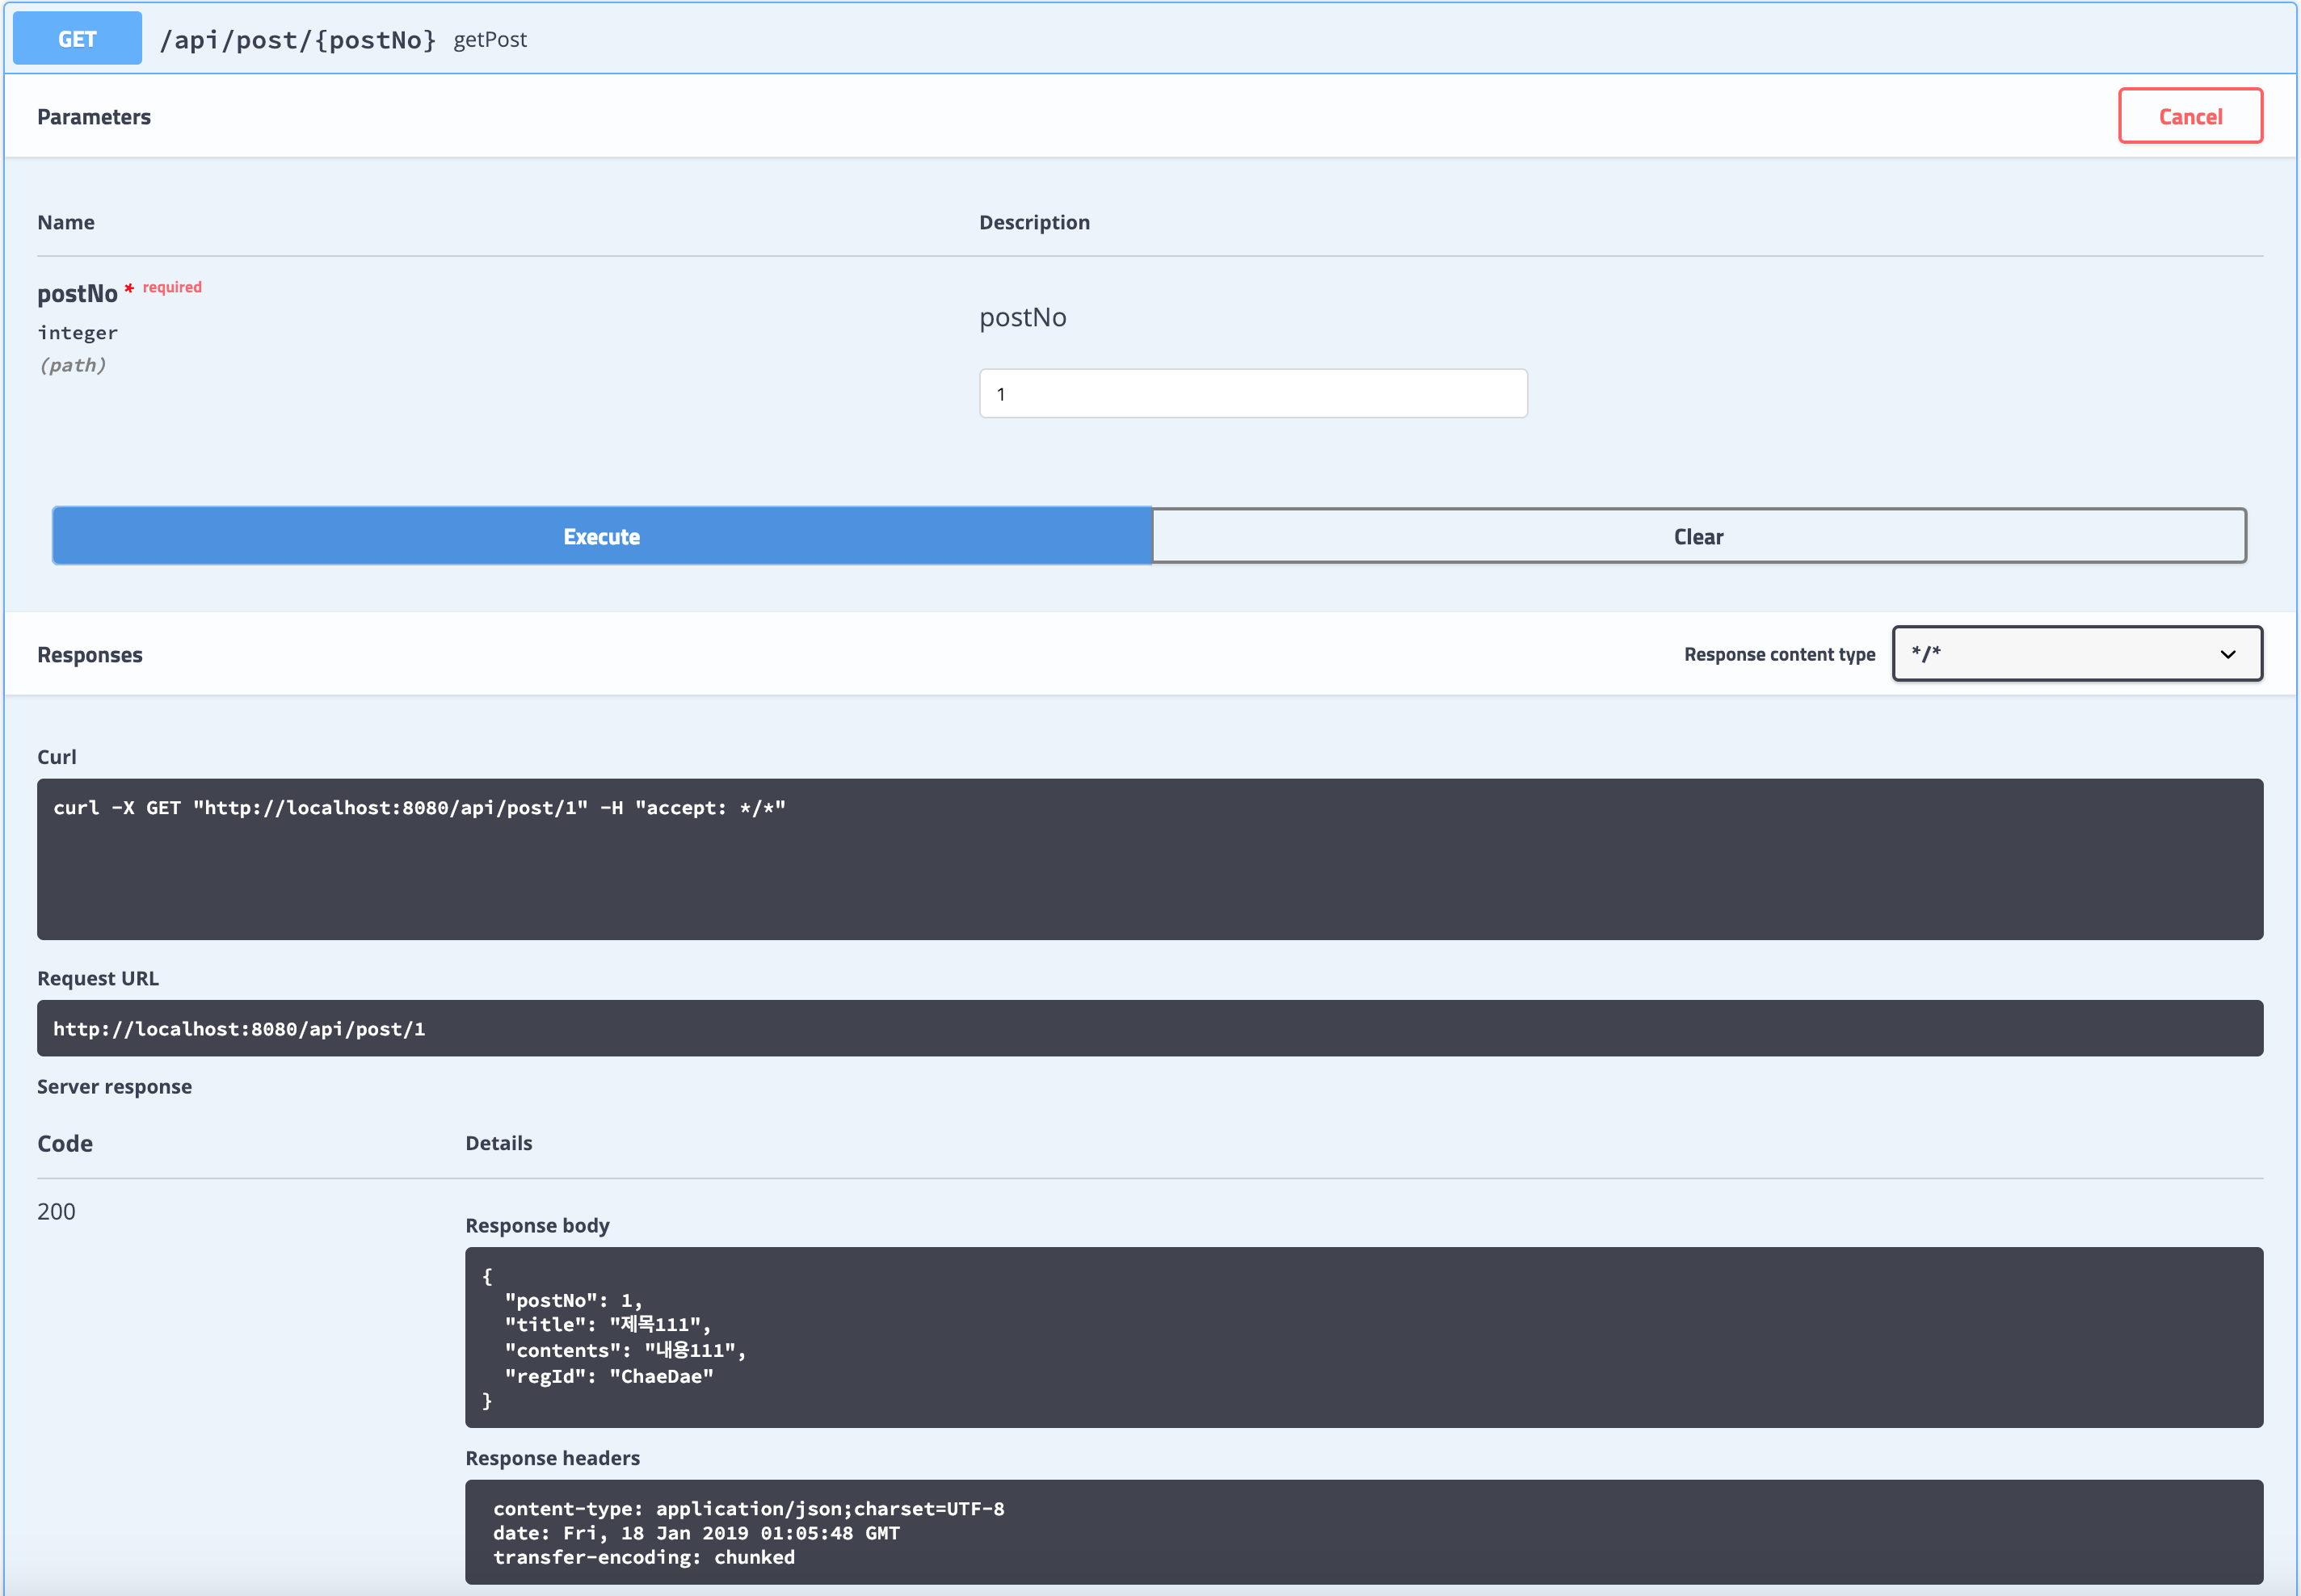 GET /api/post/{postNo} getPost
Parameters
Cancel
Name Description
postNo * required
integer
(path)
postNo
1
Execute Clear
Responses Response content type */*
Curl
curl -X GET "http://localhost:8080/api/post/1" -H "accept: */*"
Request URL
http://localhost:8080/api/post/1
Server response
Code Details
200
Response body
{
  "postNo": 1,
  "title": "제목111",
  "contents": "내용111",
  "regId": "ChaeDae"
}
Response headers
content-type: application/json;charset=UTF-8
date: Fri, 18 Jan 2019 01:05:48 GMT
transfer-encoding: chunked